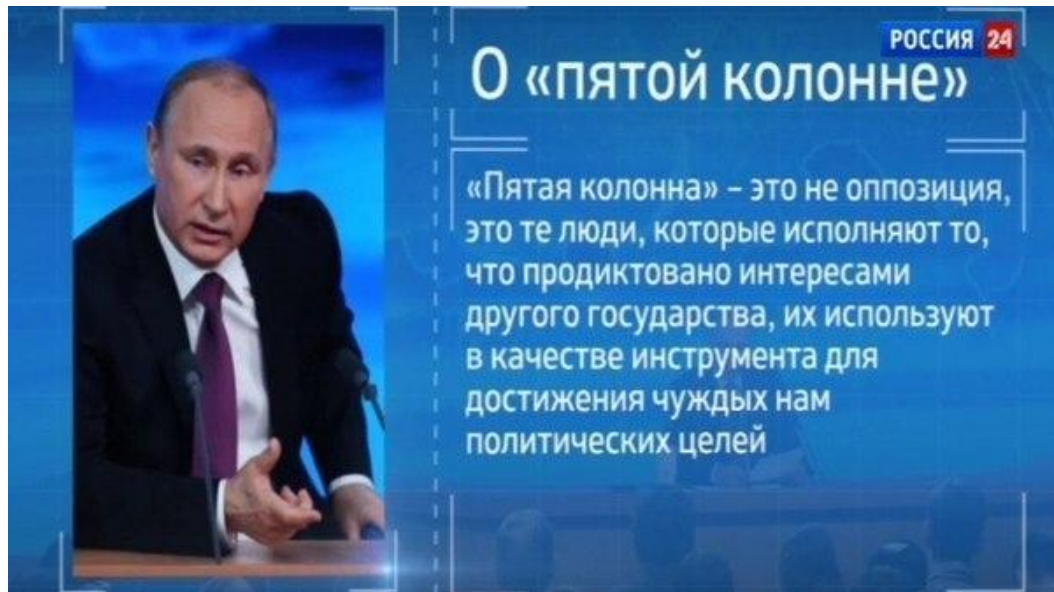 РОССИЯ 24
О «пятой колонне»
«Пятая колонна» – это не оппозиция,
это те люди, которые исполняют то,
что продиктовано интересами
другого государства, их используют
в качестве инструмента для
достижения чуждых нам
политических целей